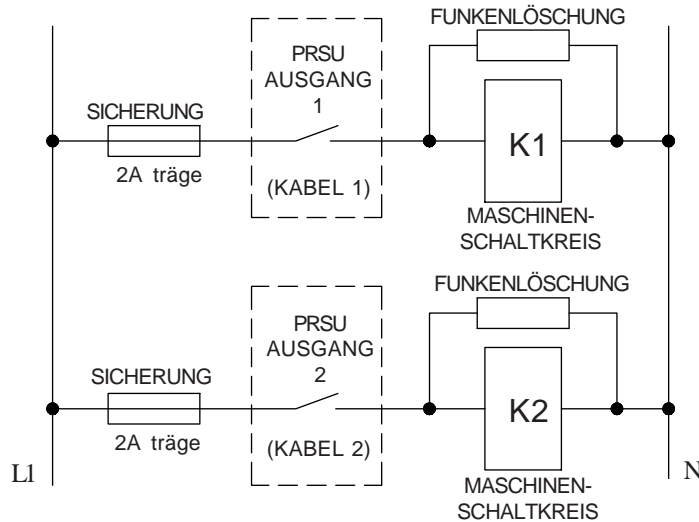 FUNKENLÖSCHUNG
PRSU
AUSGANG
1
SICHERUNG
K1
2A träge
(KABEL 1)
MASCHINEN-
SCHALTKREIS
FUNKENLÖSCHUNG
PRSU
AUSGANG
2
SICHERUNG
K2
2A träge
(KABEL 2)
L1
N
MASCHINEN-
SCHALTKREIS